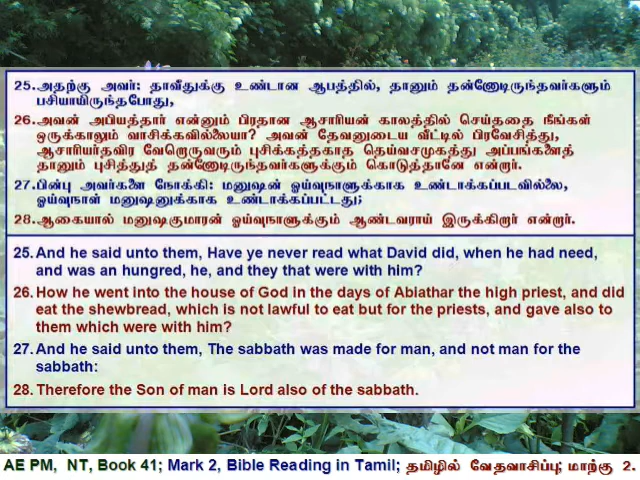 25.அதற்கு அவர்: தாவீதுக்கு உண்டான ஆபத்தில், தானும் தன்னோடிருந்தவர்களும்
பசியாயிருந்தபோது,
26.அவன் அபியத்தார் என்னும் பிரதான ஆசாரியன் காலத்தில் செய்ததை நீங்கள்
ஒருக்காலும் வாசிக்கவில்லையா? அவன் தேவனுடைய வீட்டில் பிரவேசித்து,
ஆசாரியர்தவிர வேறொருவரும் புசிக்கத்தகாத தெய்வசமுகத்து அப்பங்களைத்
தானும் புசித்துத் தன்னோடிருந்தவர்களுக்கும் கொடுத்தானே என்றார்.
27.பின்பு அவர்களை நோக்கி: மனுஷன் ஓய்வுநாளுக்காக உண்டாக்கப்படவில்லை,
ஓய்வுநாள் மனுஷனுக்காக உண்டாக்கப்பட்டது;
28.ஆகையால் மனுஷகுமாரன் ஓய்வுநாளுக்கும் ஆண்டவராய் இருக்கிறார் என்றார்.
25.And he said unto them, Have ye never read what David did, when he had need,
and was an hungred, he, and they that were with him?
26.How he went into the house of God in the days of Abiathar the high priest, and did
eat the shewbread, which is not lawful to eat but for the priests, and gave also to
them which were with him?
27.And he said unto them, The sabbath was made for man, and not man for the
sabbath:
28.Therefore the Son of man is Lord also of the sabbath.
AE PM, NT, Book 41; Mark 2, Bible Reading in Tamil; தமிழில் வேதவாசிப்பு; மாற்கு 2.